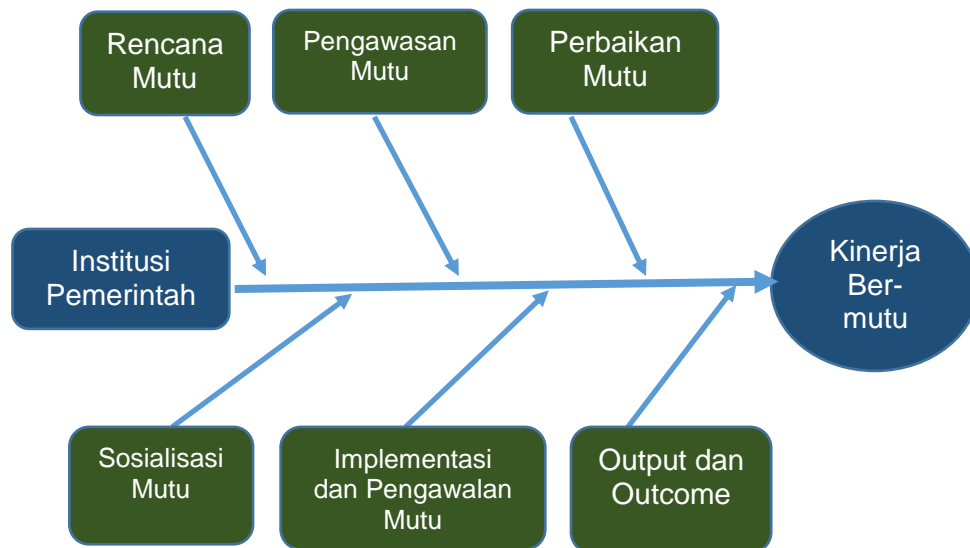 Rencana
Mutu
Pengawasan
Mutu
Perbaikan
Mutu
Institusi
Pemerintah
Kinerja
Ber-
mutu
Sosialisasi
Mutu
Implementasi
dan Pengawalan
Mutu
Output dan
Outcome